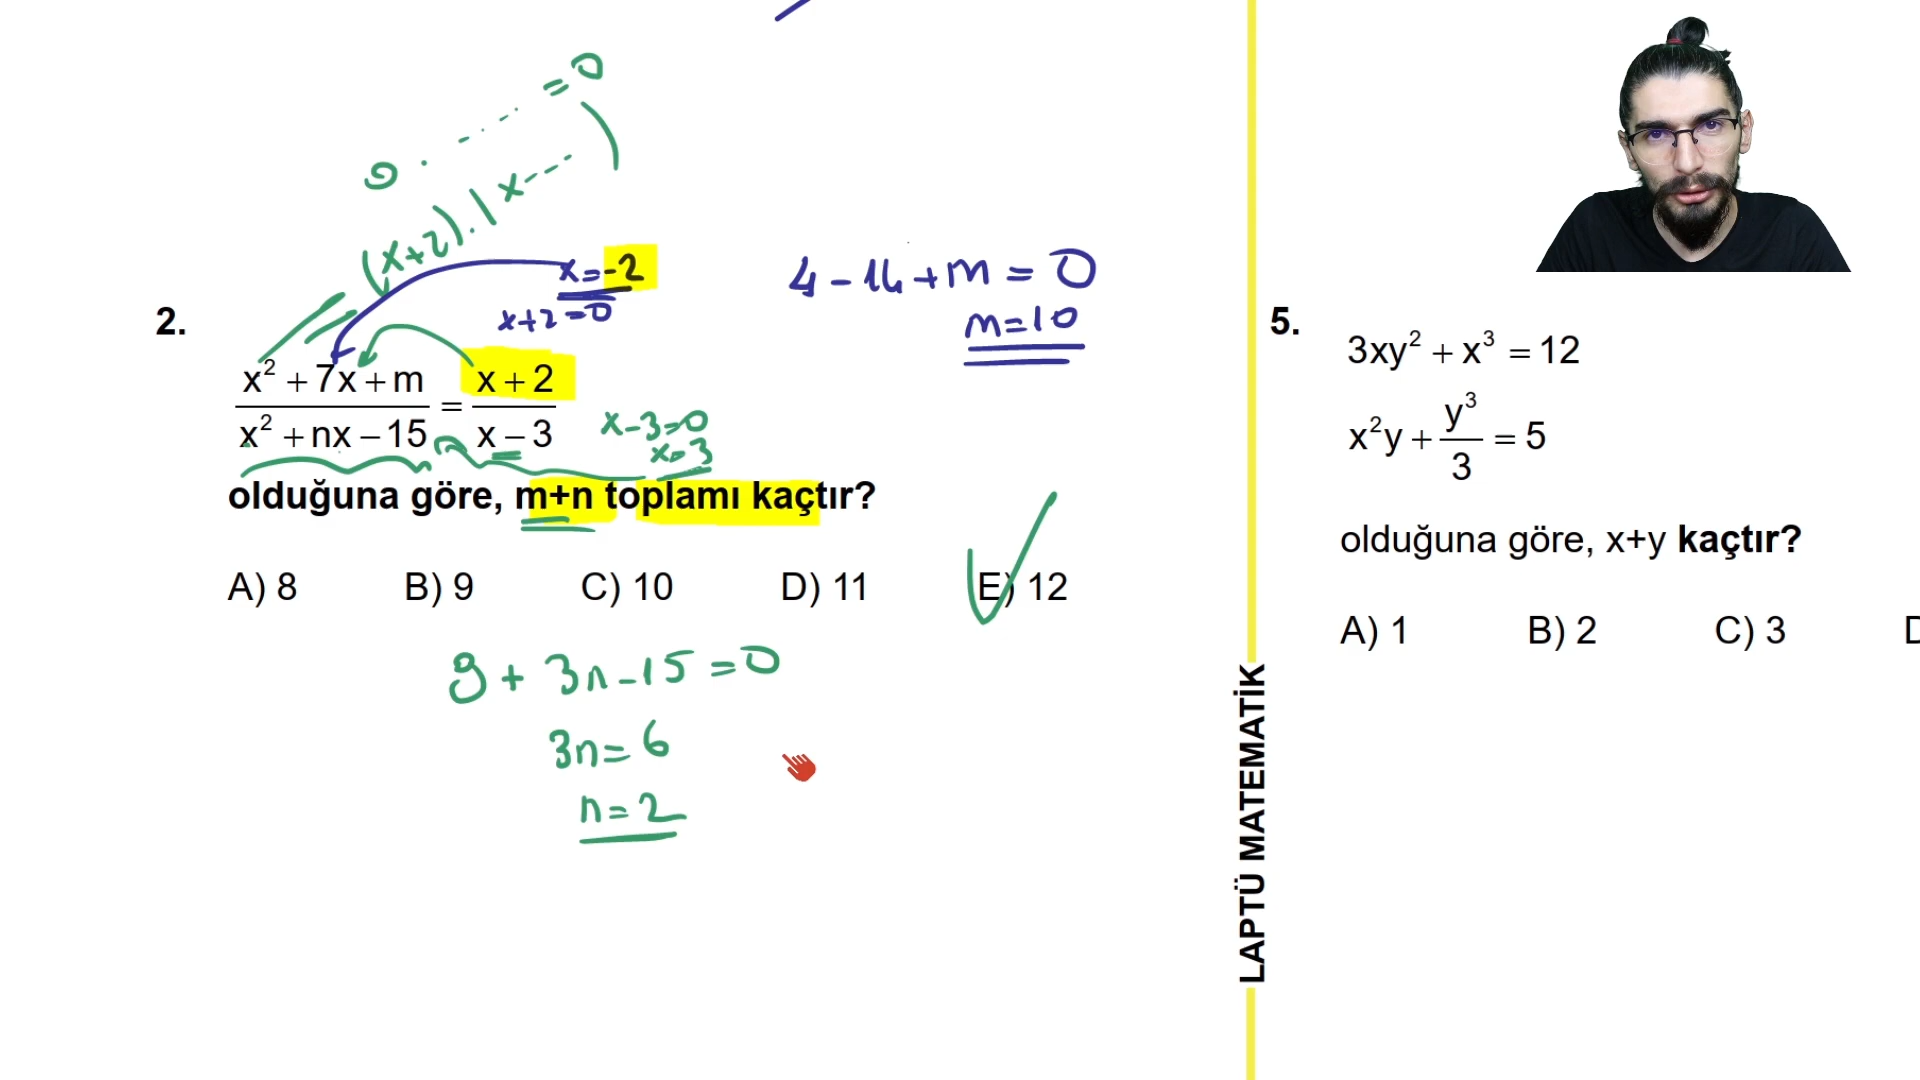 = 0
0 . - - . . -
(x+2).(x - - - )
x=-2
x+2=0
4 - 14 + m = 0
m=10
2.
x² + 7x + m / x² + nx – 15 = x + 2 / x – 3
x-3=0
x=3
olduğuna göre, m+n toplamı kaçtır?
A) 8 B) 9 C) 10 D) 11 E) 12
9 + 3n - 15 = 0
3n = 6
n = 2
LAPTÜ MATEMATİK
5.
3xy² + x³ = 12
x²y + y³/3 = 5
olduğuna göre, x+y kaçtır?
A) 1 B) 2 C) 3